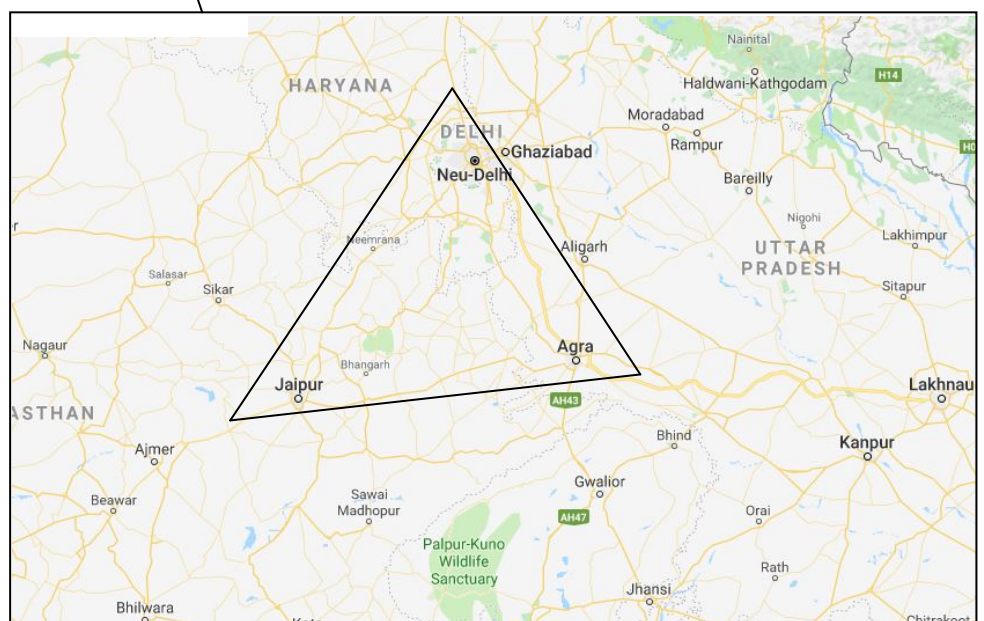 Nainital
H14
HARYANA
Haldwani-Kathgodam
Moradabad
DELHI
Rampur
Ghaziabad
Neu-Delhi
Bareilly
Nigohi
Lakhimpur
Neemrana
Aligarh
UTTAR
PRADESH
Salasar
Sikar
Sitapur
Nagaur
Agra
Bhangarh
Jaipur
Lakhnau
AH43
ASTHAN
Bhind
Kanpur
Ajmer
Gwalior
Beawar
Sawai
Madhopur
AH47
Orai
Palpur-Kuno
Wildlife
Sanctuary
Rath
Jhansi
Bhilwara